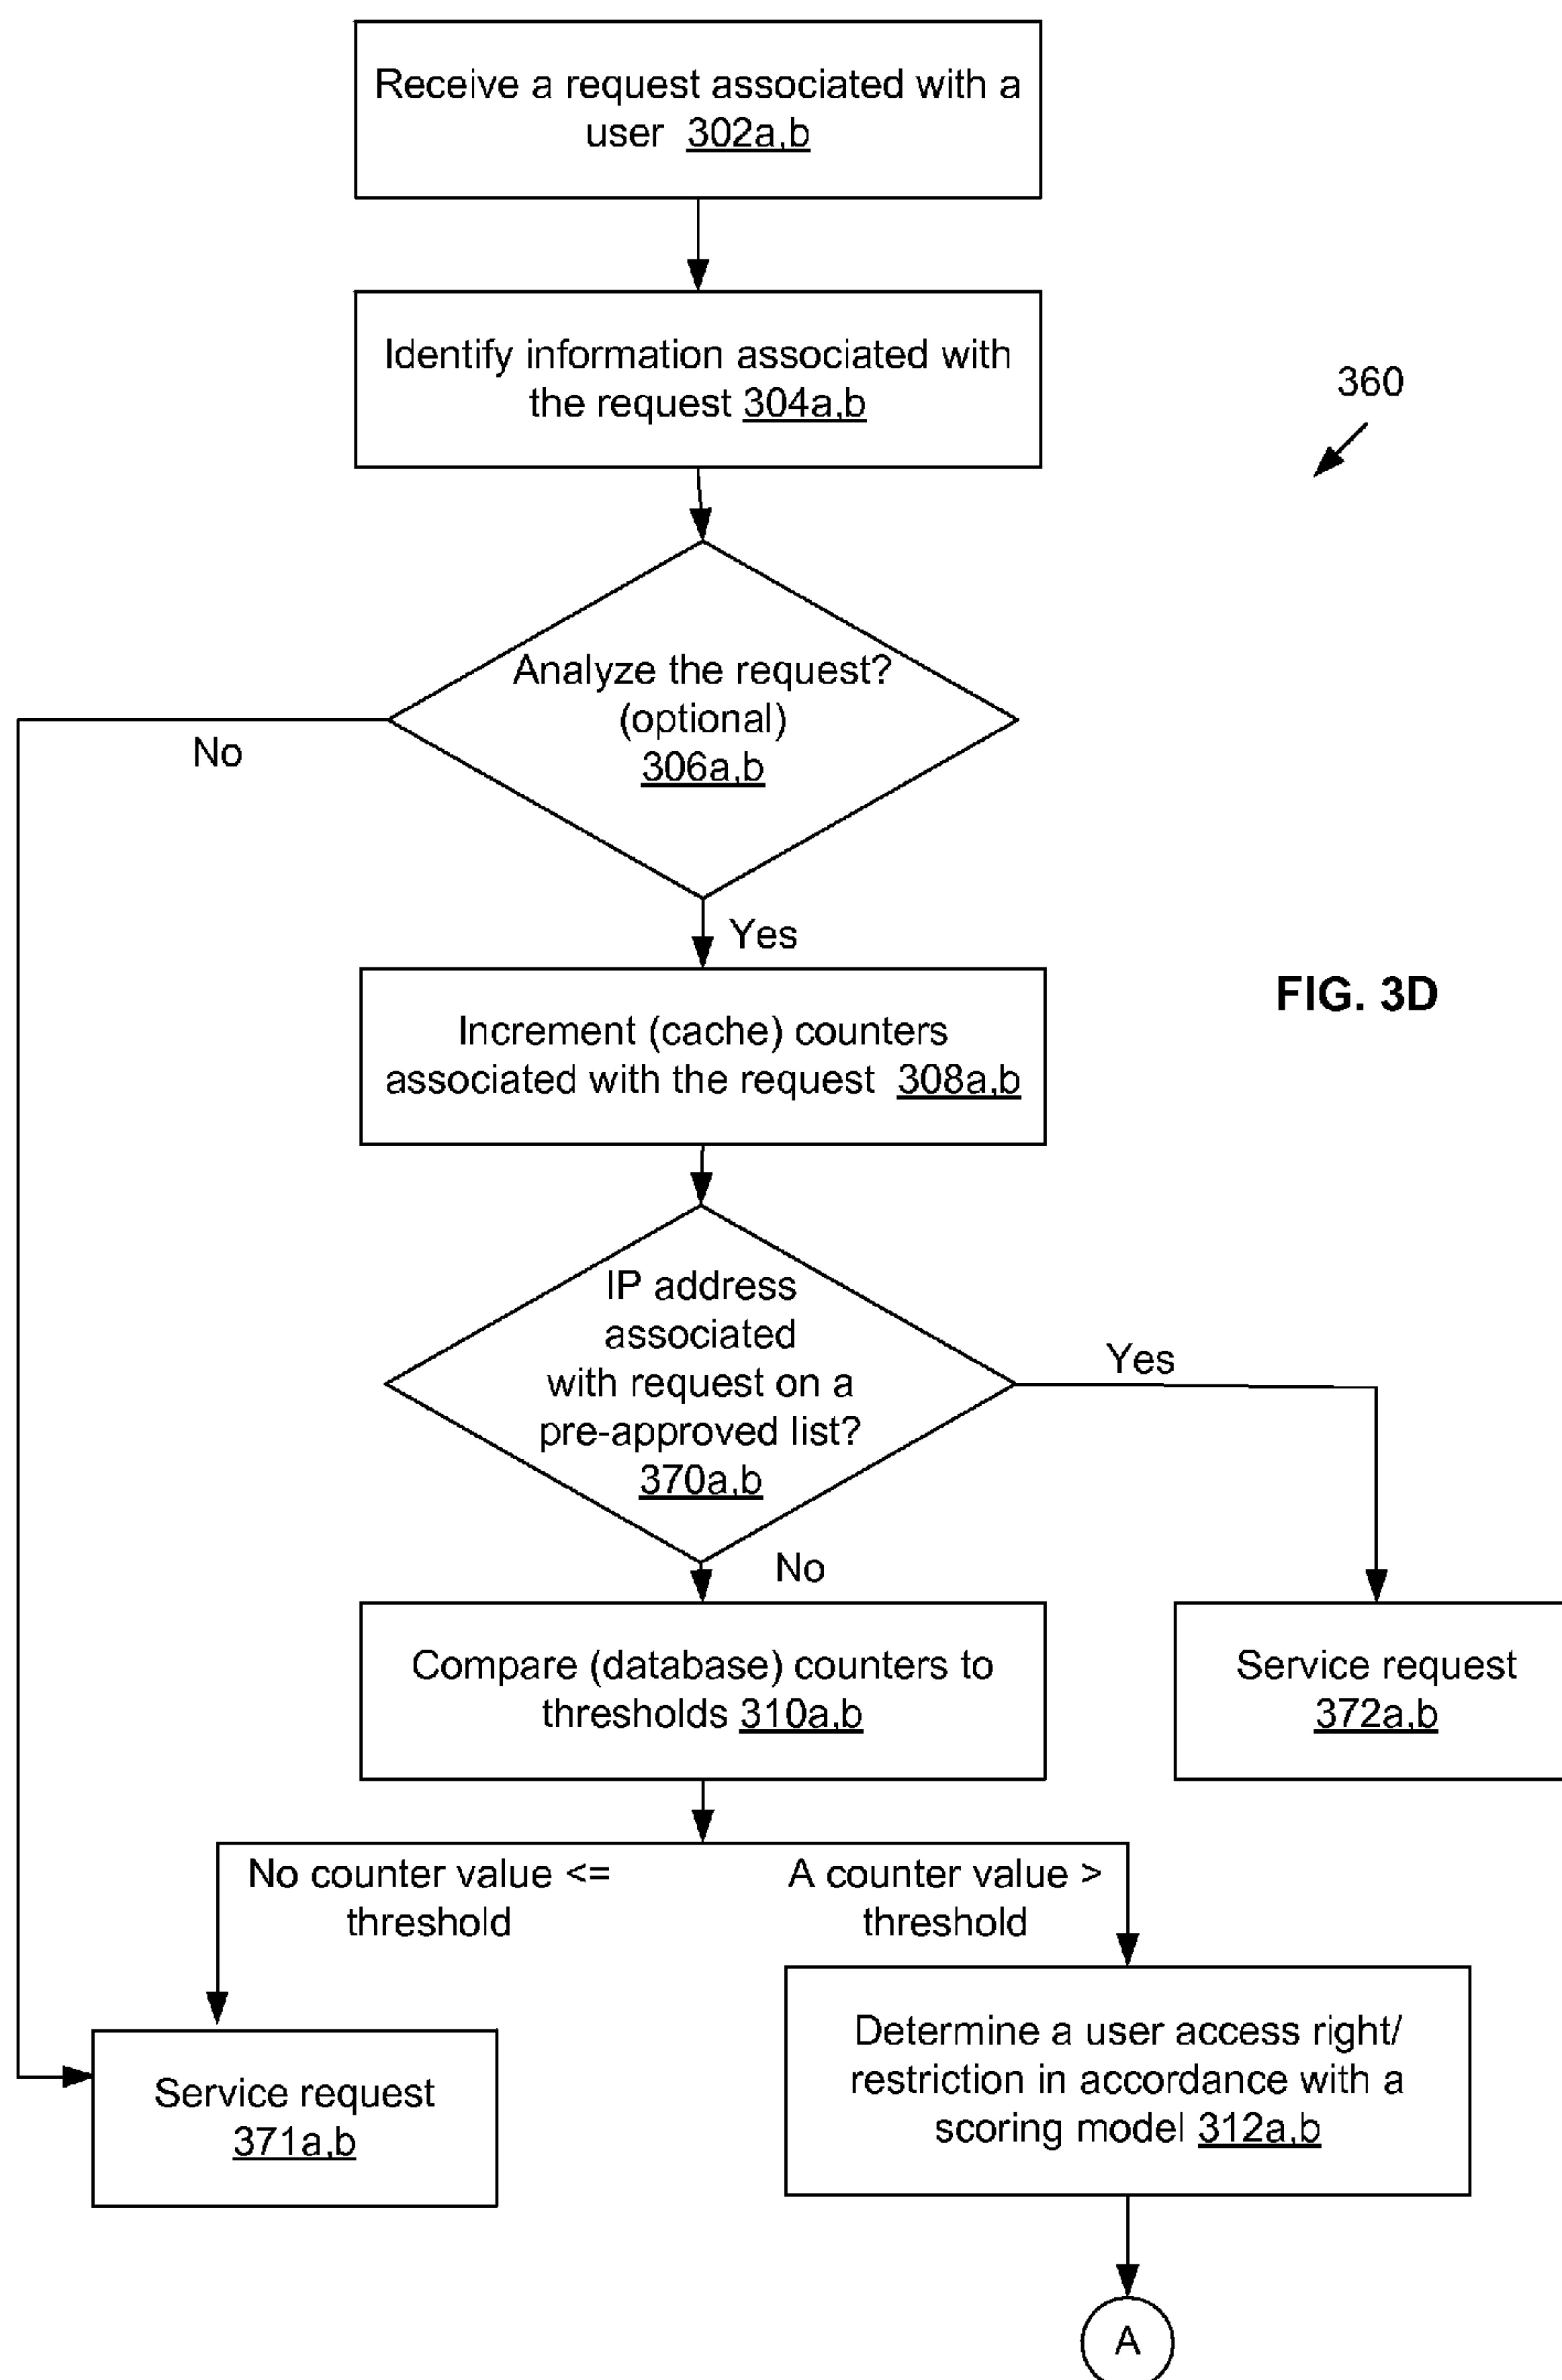 Receive a request associated with a
user 302a,b
Identify information associated with
the request 304a,b
360
Analyze the request?
(optional)
306a,b
No
Yes
FIG. 3D
Increment (cache) counters
associated with the request 308a,b
IP address
associated
with request on a
pre-approved list?
370a,b
Yes
No
Compare (database) counters to
thresholds 310a,b
Service request
372a,b
No counter value <=
threshold
A counter value >
threshold
Determine a user access right/
restriction in accordance with a
scoring model 312a,b
Service request
371a,b
A